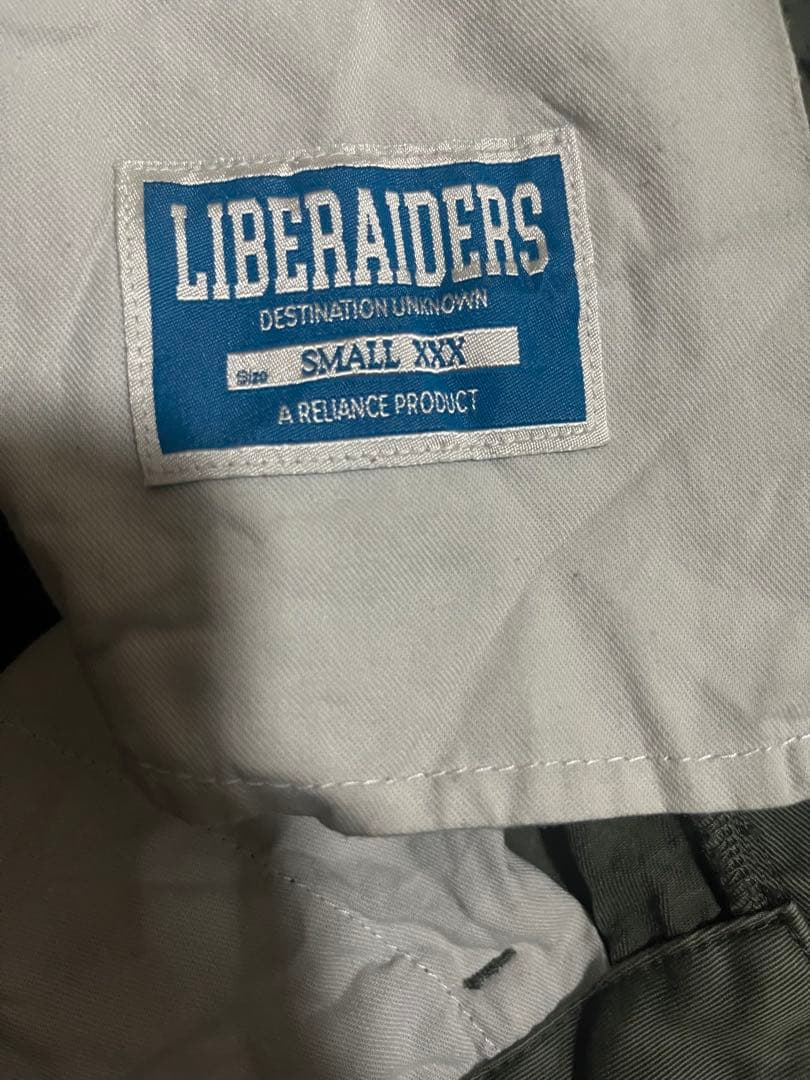 LIBERAIDERS
DESTINATION UNKNOWN
Size SMALL XXX
A RELIANCE PRODUCT